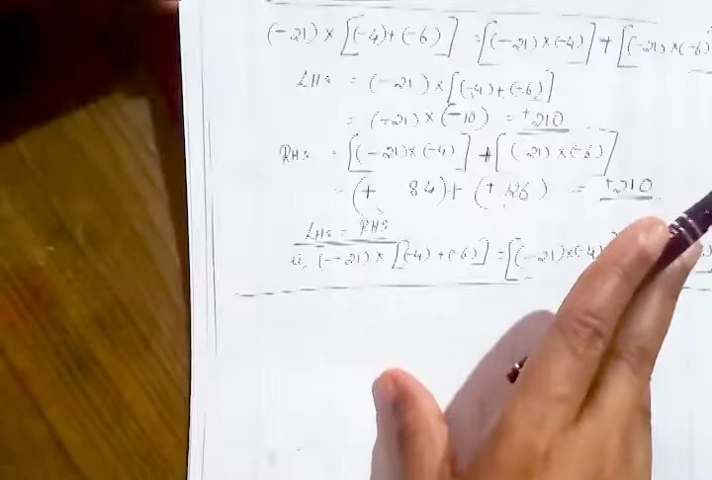 (-21) × [(-4)+(-6)] = [(-21)×(-4)] + [(-21)×(-6)
LHS = (-21) × [(-4)+(-6)]
= (-21) × (-10) = +210
RHS = [(-21)×(-4)] + [( 21)×(-6)]
= (+ 84)+ (+ 126) = +210
LHS = RHS
ii, (-21) × [(-4)+(-6)] = [(-21)×(-4)